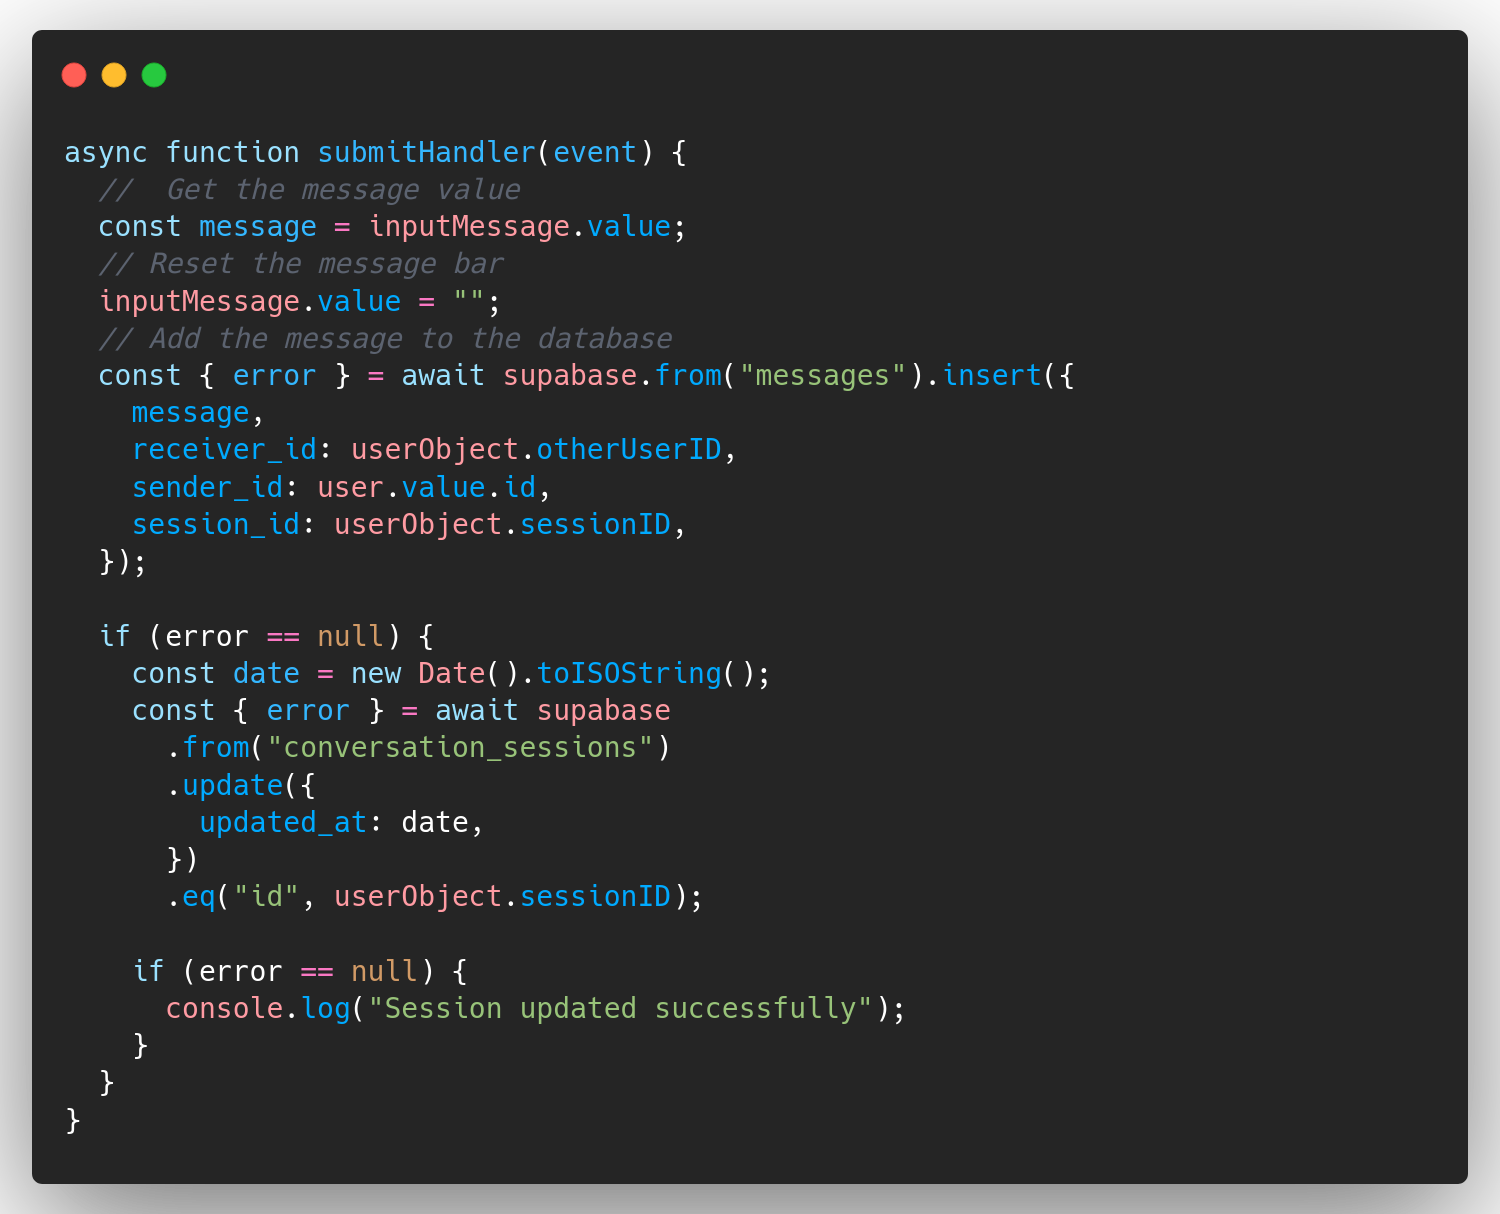 async function submitHandler(event) {
  //  Get the message value
  const message = inputMessage.value;
  // Reset the message bar
  inputMessage.value = "";
  // Add the message to the database
  const { error } = await supabase.from("messages").insert({
    message,
    receiver_id: userObject.otherUserID,
    sender_id: user.value.id,
    session_id: userObject.sessionID,
  });

  if (error == null) {
    const date = new Date().toISOString();
    const { error } = await supabase
      .from("conversation_sessions")
      .update({
        updated_at: date,
      })
      .eq("id", userObject.sessionID);

    if (error == null) {
      console.log("Session updated successfully");
    }
  }
}